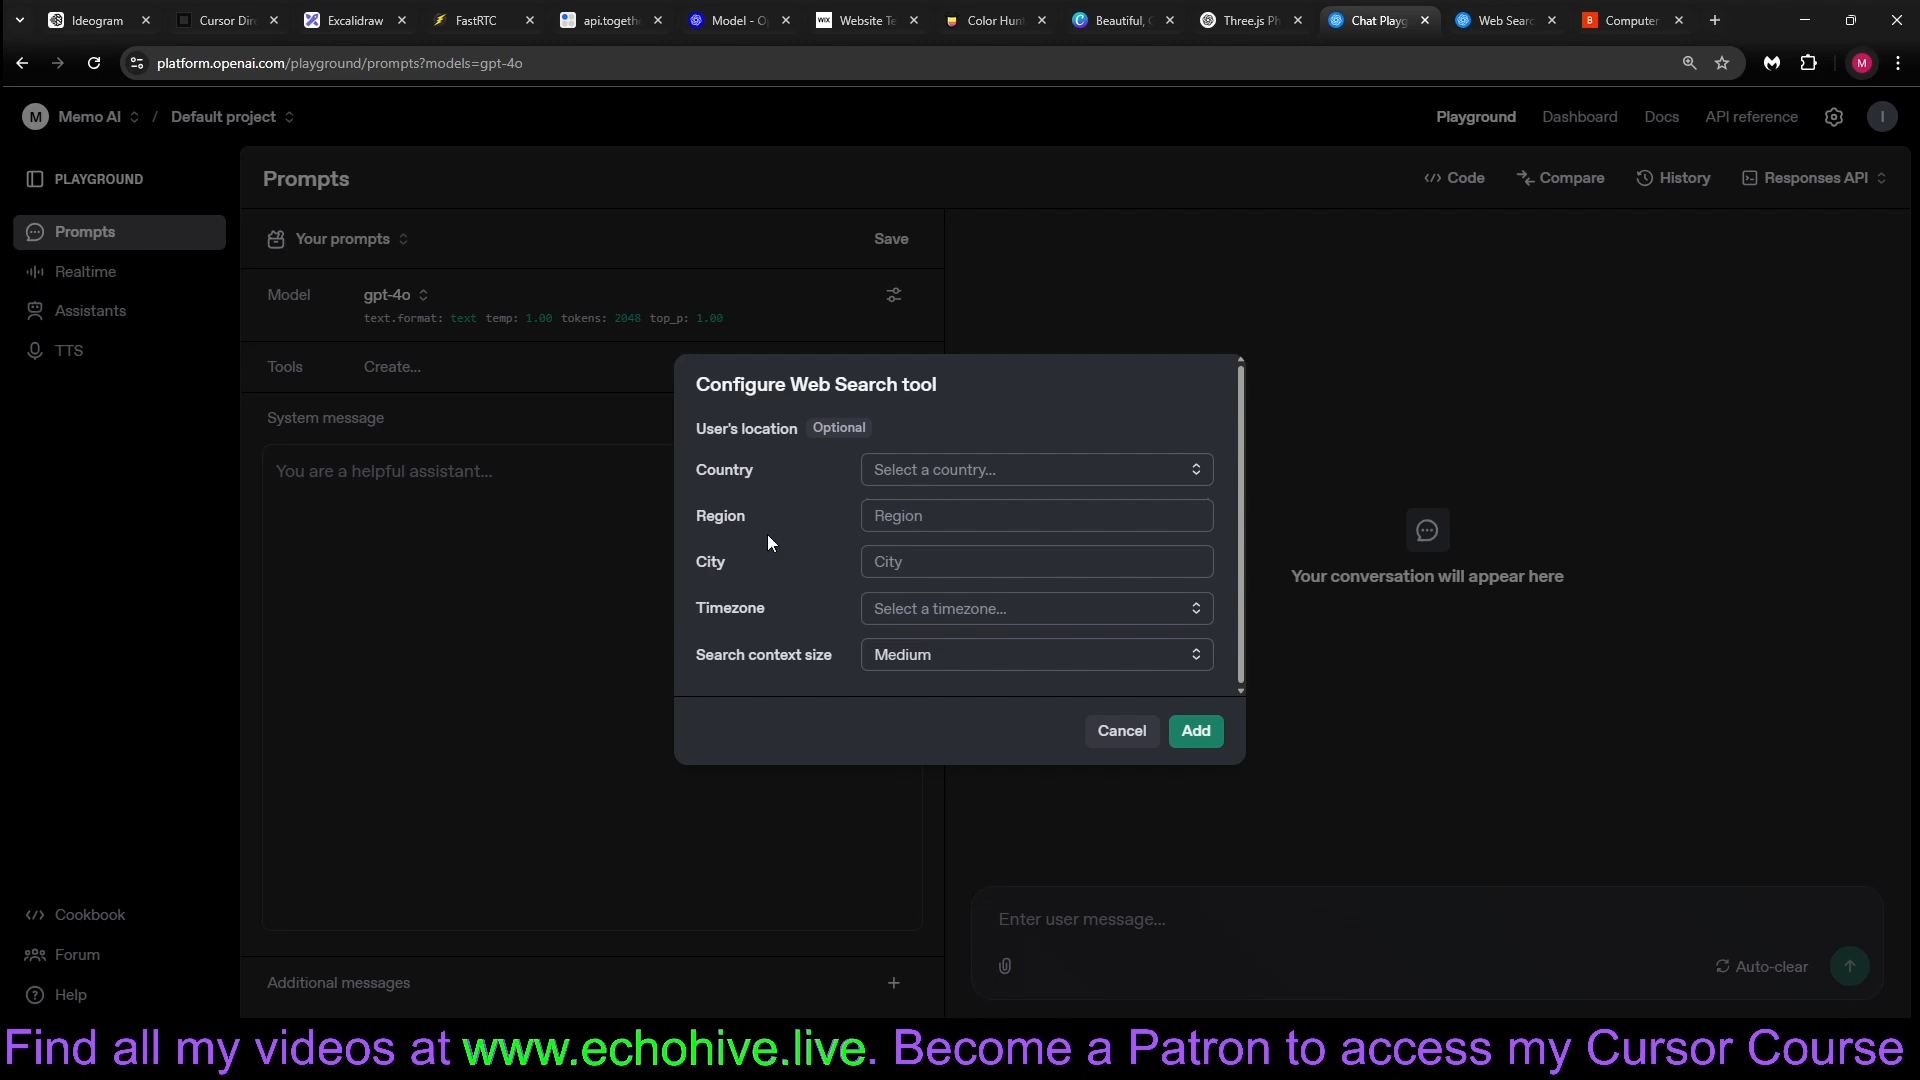 Ideogram
Cursor Dire
Excalidraw
FastRTC
api.togeth
Model - O
Website Te
Color Hun
Beautiful, C
Three.js Ph
Chat Playg
Web Searc
Computer
platform.openai.com/playground/prompts?models=gpt-4o
M
M Memo AI / Default project
Playground Dashboard Docs API reference
I
PLAYGROUND
Prompts
Realtime
Assistants
TTS
Prompts
Code Compare History Responses API
Your prompts Save
Model gpt-4o
text.format: text temp: 1.00 tokens: 2048 top_p: 1.00
Tools Create...
System message
You are a helpful assistant...
Configure Web Search tool
User's location Optional
Country Select a country...
Region Region
City City
Timezone Select a timezone...
Search context size Medium
Cancel Add
Your conversation will appear here
Enter user message...
Auto-clear
Additional messages
Cookbook
Forum
Help
Find all my videos at www.echohive.live. Become a Patron to access my Cursor Course